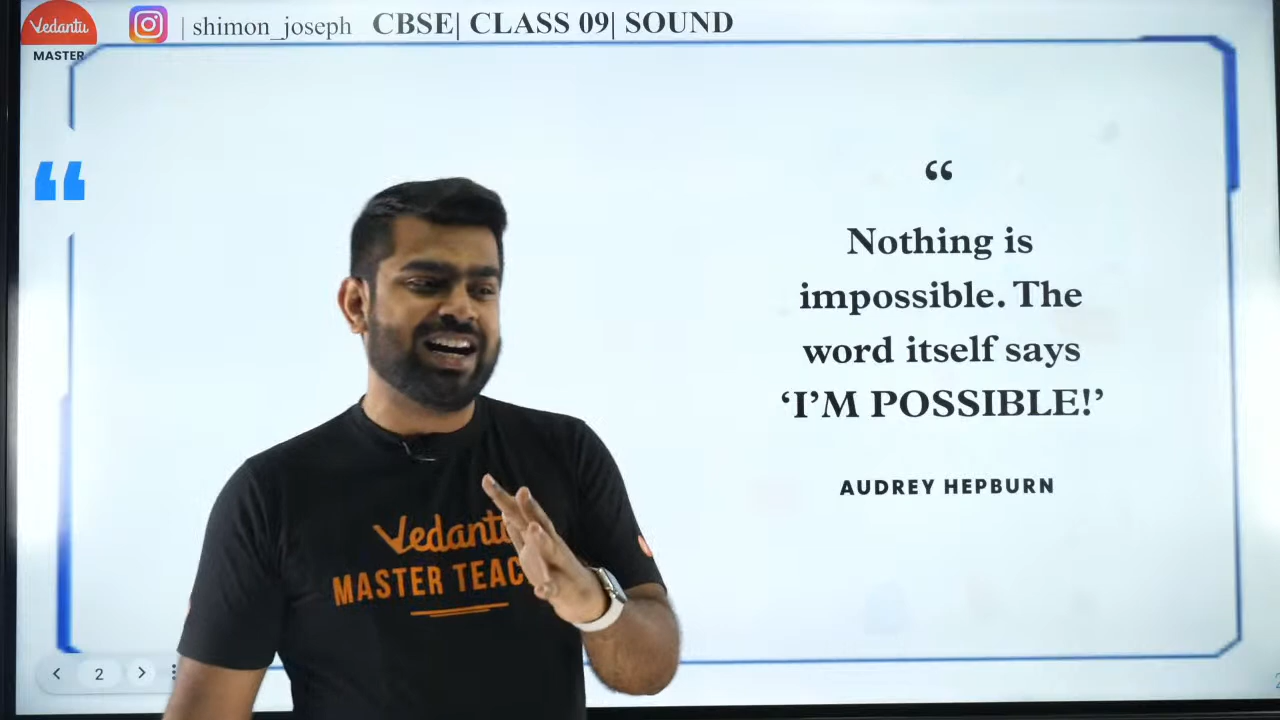 Vedantu
MASTER
| shimon_joseph
CBSE| CLASS 09| SOUND
“
“
Nothing is
impossible. The
word itself says
‘I’M POSSIBLE!’
AUDREY HEPBURN
Vedantu
MASTER TEAC
2
2